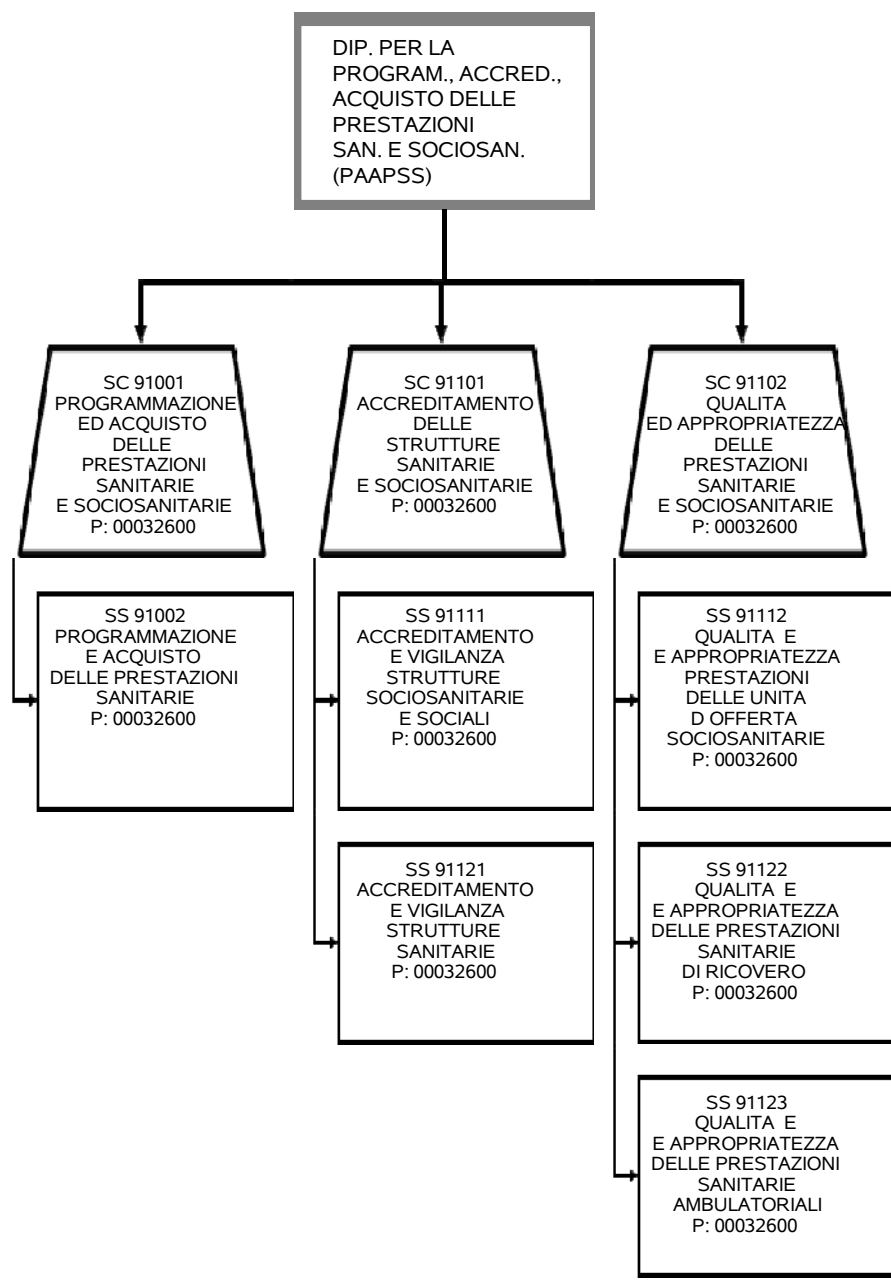 DIP. PER LA
PROGRAM., ACCRED.,
ACQUISTO DELLE
PRESTAZIONI
SAN. E SOCIOSAN.
(PAAPSS)
SC 91001
PROGRAMMAZIONE
ED ACQUISTO
DELLE
PRESTAZIONI
SANITARIE
E SOCIOSANITARIE
P: 00032600
SC 91101
ACCREDITAMENTO
DELLE
STRUTTURE
SANITARIE
E SOCIOSANITARIE
P: 00032600
SC 91102
QUALITA
ED APPROPRIATEZZA
DELLE
PRESTAZIONI
SANITARIE
E SOCIOSANITARIE
P: 00032600
SS 91002
PROGRAMMAZIONE
E ACQUISTO
DELLE PRESTAZIONI
SANITARIE
P: 00032600
SS 91111
ACCREDITAMENTO
E VIGILANZA
STRUTTURE
SOCIOSANITARIE
E SOCIALI
P: 00032600
SS 91112
QUALITA E
E APPROPRIATEZZA
PRESTAZIONI
DELLE UNITA
D OFFERTA
SOCIOSANITARIE
P: 00032600
SS 91121
ACCREDITAMENTO
E VIGILANZA
STRUTTURE
SANITARIE
P: 00032600
SS 91122
QUALITA E
E APPROPRIATEZZA
DELLE PRESTAZIONI
SANITARIE
DI RICOVERO
P: 00032600
SS 91123
QUALITA E
E APPROPRIATEZZA
DELLE PRESTAZIONI
SANITARIE
AMBULATORIALI
P: 00032600